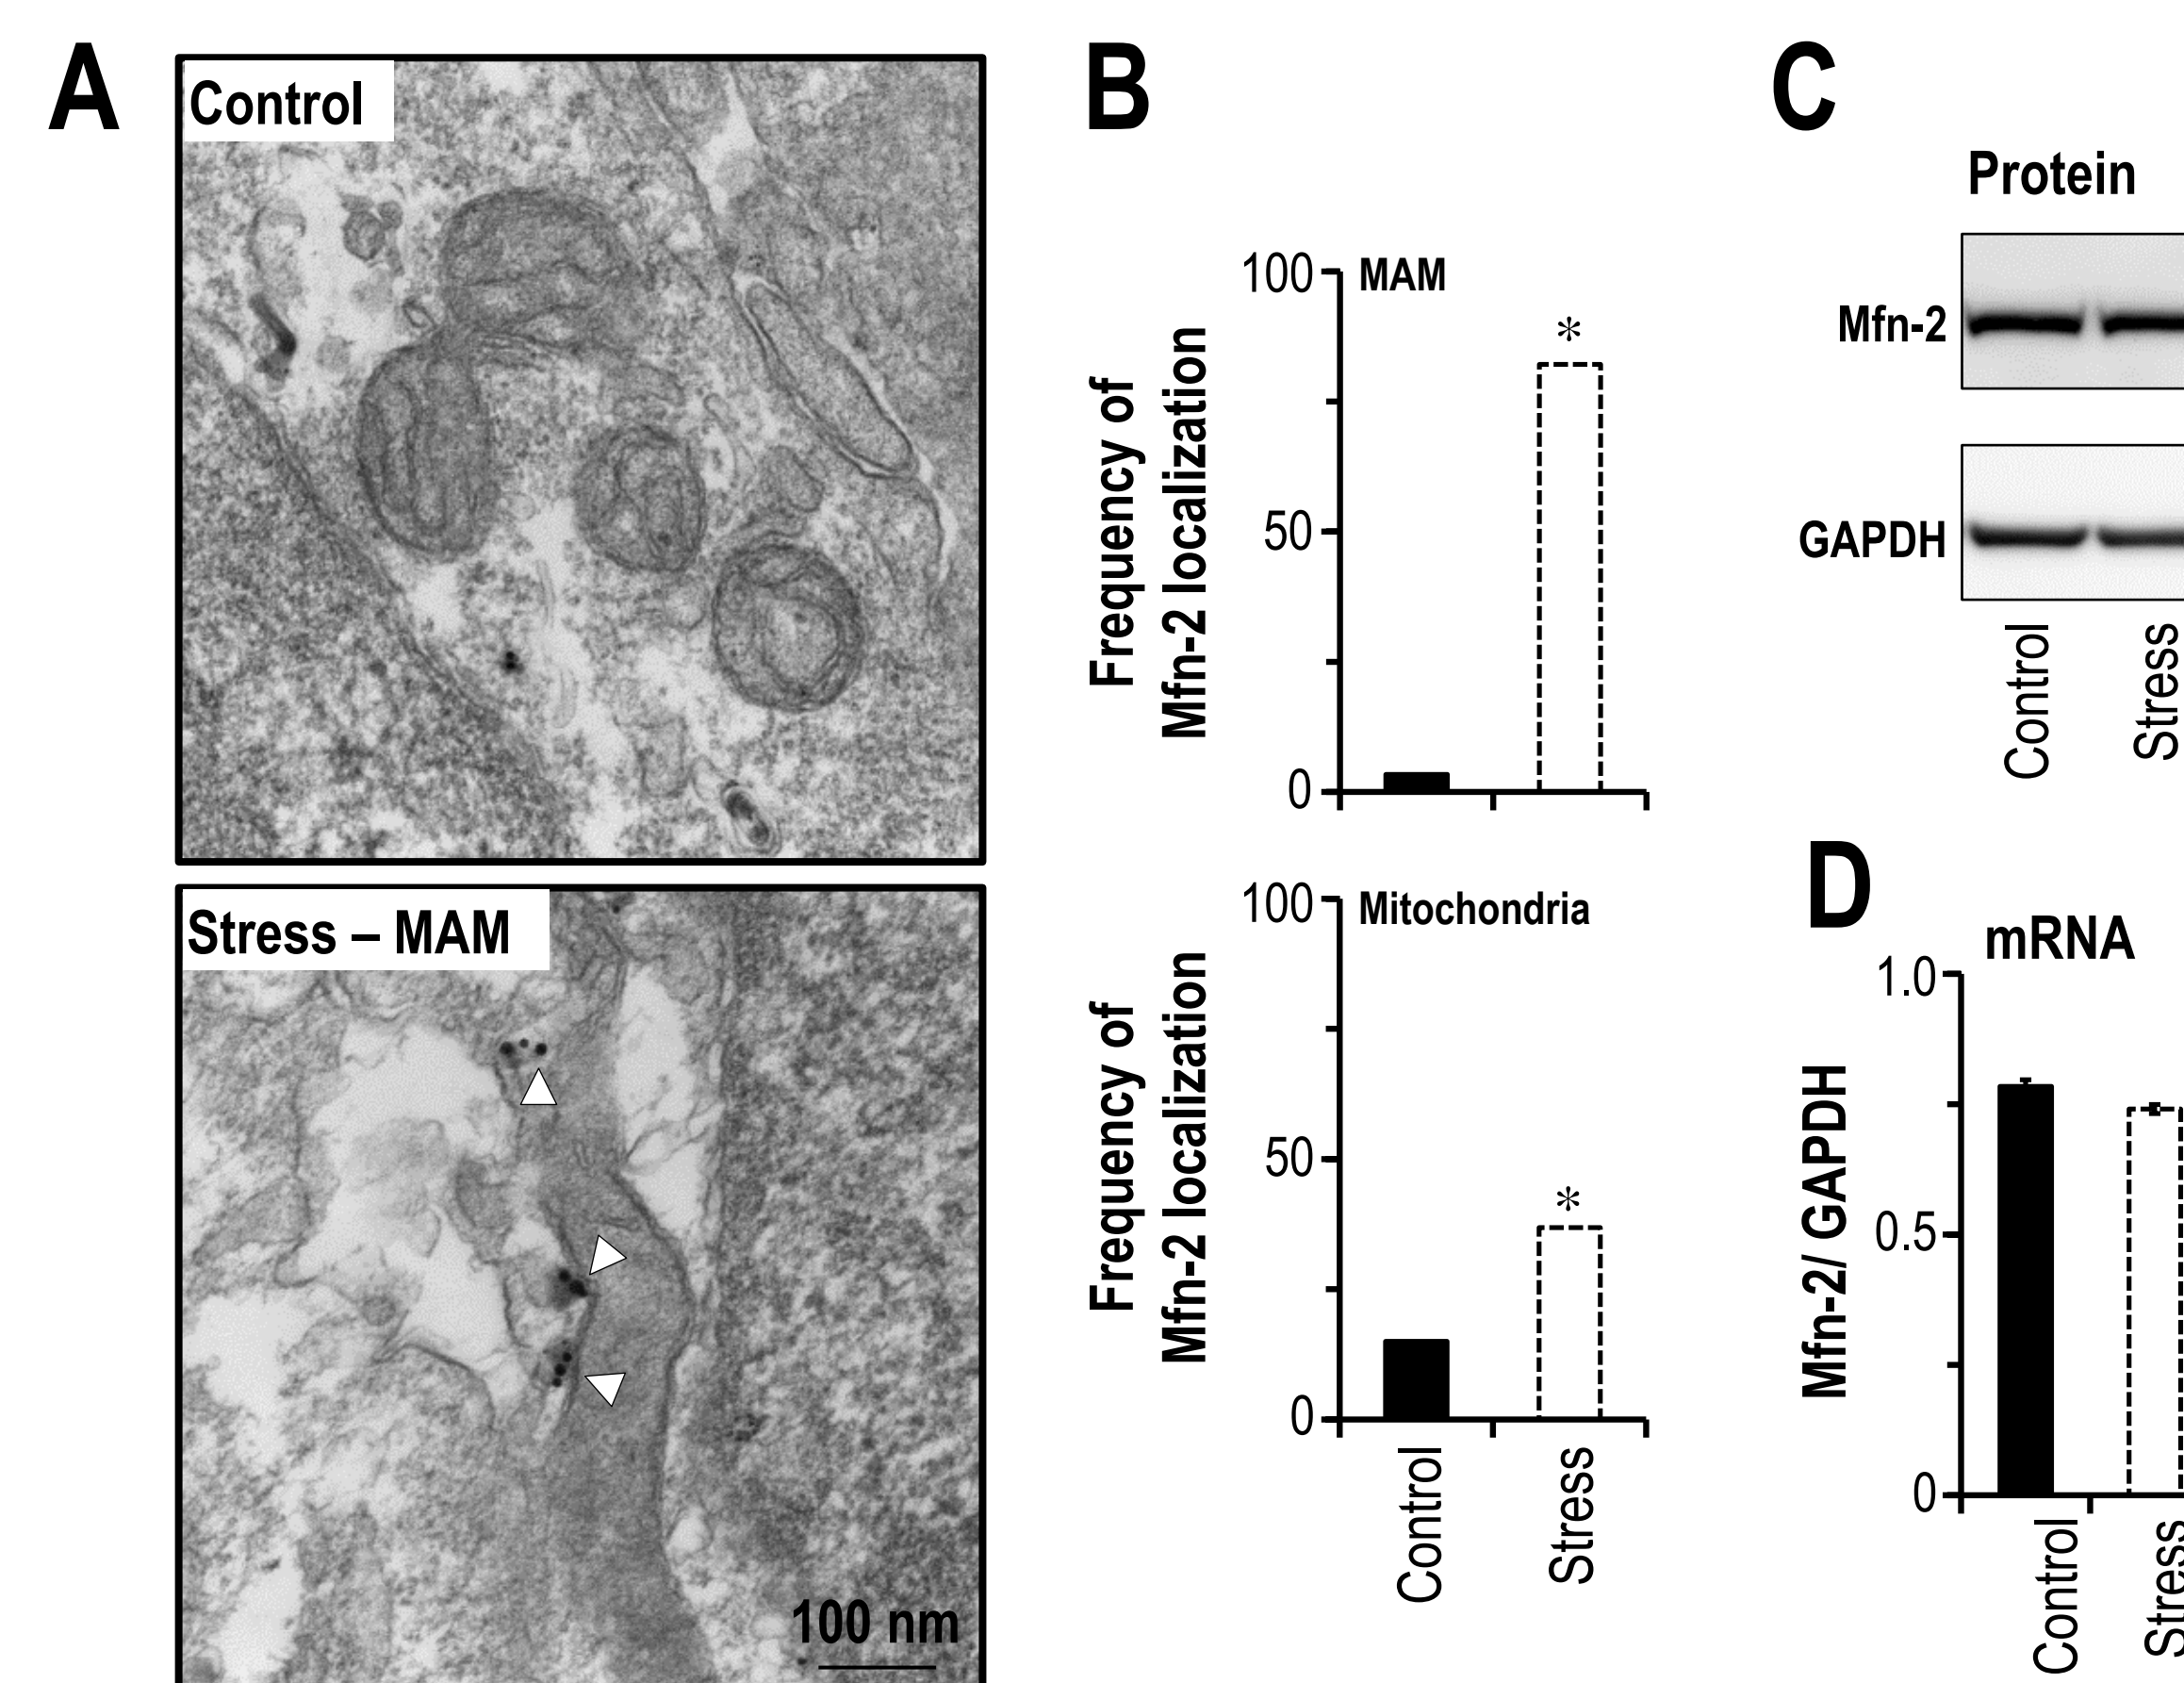 A
Control
Stress – MAM
100 nm
B
Frequency of
Mfn-2 localization
100
50
0
MAM
*
Frequency of
Mfn-2 localization
100
50
0
Mitochondria
*
Control
Stress
C
Protein
Mfn-2
GAPDH
Control
Stress
D
mRNA
Mfn-2/ GAPDH
1.0
0.5
0
Control
Stress